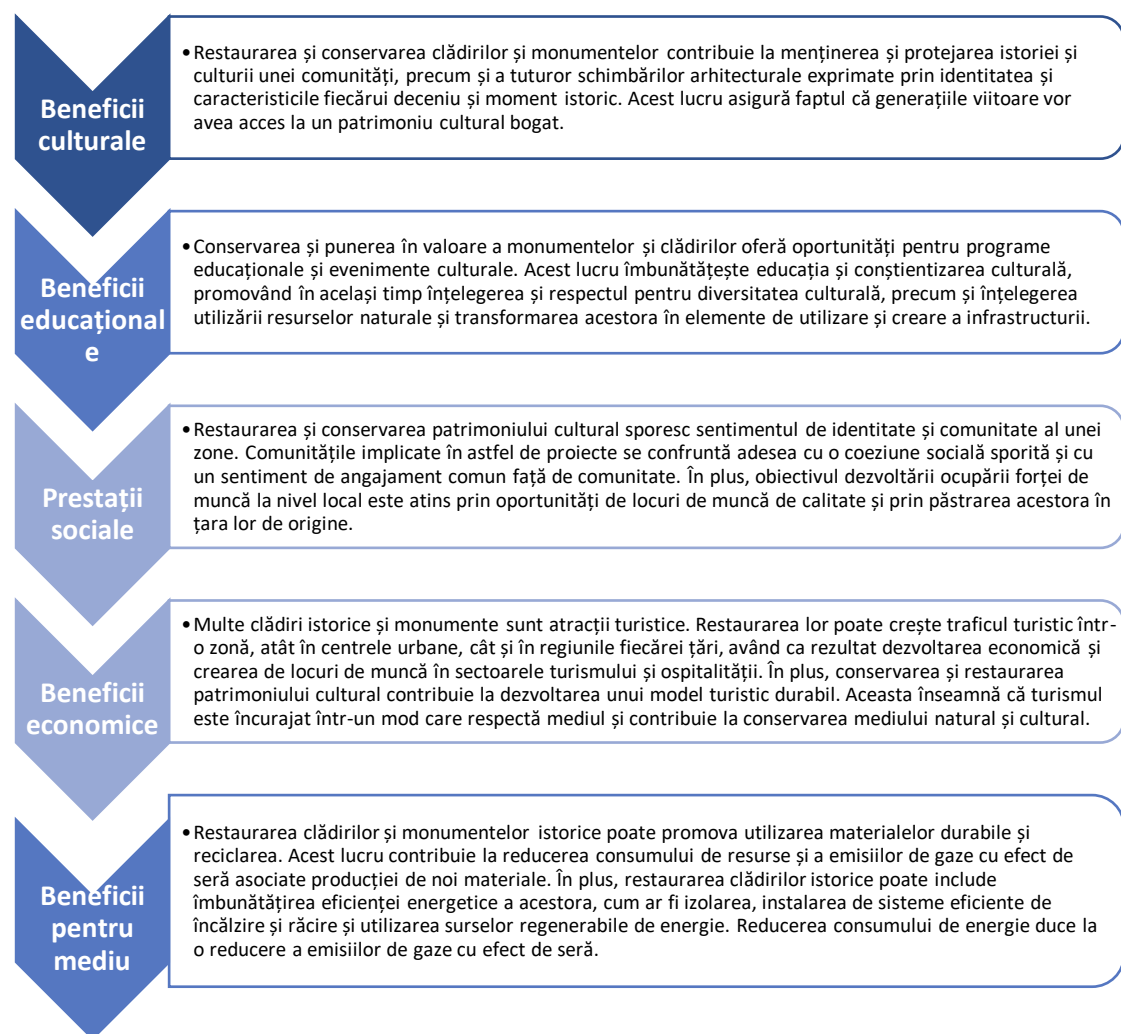 Beneficii
culturale
•Restaurarea și conservarea clădirilor și monumentelor contribuie la menținerea și protejarea istoriei și
culturii unei comunități, precum și a tuturor schimbărilor arhitecturale exprimate prin identitatea și
caracteristicile fiecărui deceniu și moment istoric. Acest lucru asigură faptul că generațiile viitoare vor
avea acces la un patrimoniu cultural bogat.
Beneficii
educațional
e
•Conservarea și punerea în valoare a monumentelor și clădirilor oferă oportunități pentru programe
educaționale și evenimente culturale. Acest lucru îmbunătățește educația și conștientizarea culturală,
promovând în același timp înțelegerea și respectul pentru diversitatea culturală, precum și înțelegerea
utilizării resurselor naturale și transformarea acestora în elemente de utilizare și creare a infrastructurii.
Prestații
sociale
•Restaurarea și conservarea patrimoniului cultural sporesc sentimentul de identitate și comunitate al unei
zone. Comunitățile implicate în astfel de proiecte se confruntă adesea cu o coeziune socială sporită și cu
un sentiment de angajament comun față de comunitate. În plus, obiectivul dezvoltării ocupării forței de
muncă la nivel local este atins prin oportunități de locuri de muncă de calitate și prin păstrarea acestora în
țara lor de origine.
Beneficii
economice
•Multe clădiri istorice și monumente sunt atracții turistice. Restaurarea lor poate crește traficul turistic într-
o zonă, atât în centrele urbane, cât și în regiunile fiecărei țări, având ca rezultat dezvoltarea economică și
crearea de locuri de muncă în sectoarele turismului și ospitalității. În plus, conservarea și restaurarea
patrimoniului cultural contribuie la dezvoltarea unui model turistic durabil. Aceasta înseamnă că turismul
este încurajat într-un mod care respectă mediul și contribuie la conservarea mediului natural și cultural.
Beneficii
pentru
mediu
•Restaurarea clădirilor și monumentelor istorice poate promova utilizarea materialelor durabile și
reciclarea. Acest lucru contribuie la reducerea consumului de resurse și a emisiilor de gaze cu efect de
seră asociate producției de noi materiale. În plus, restaurarea clădirilor istorice poate include
îmbunătățirea eficienței energetice a acestora, cum ar fi izolarea, instalarea de sisteme eficiente de
încălzire și răcire și utilizarea surselor regenerabile de energie. Reducerea consumului de energie duce la
o reducere a emisiilor de gaze cu efect de seră.